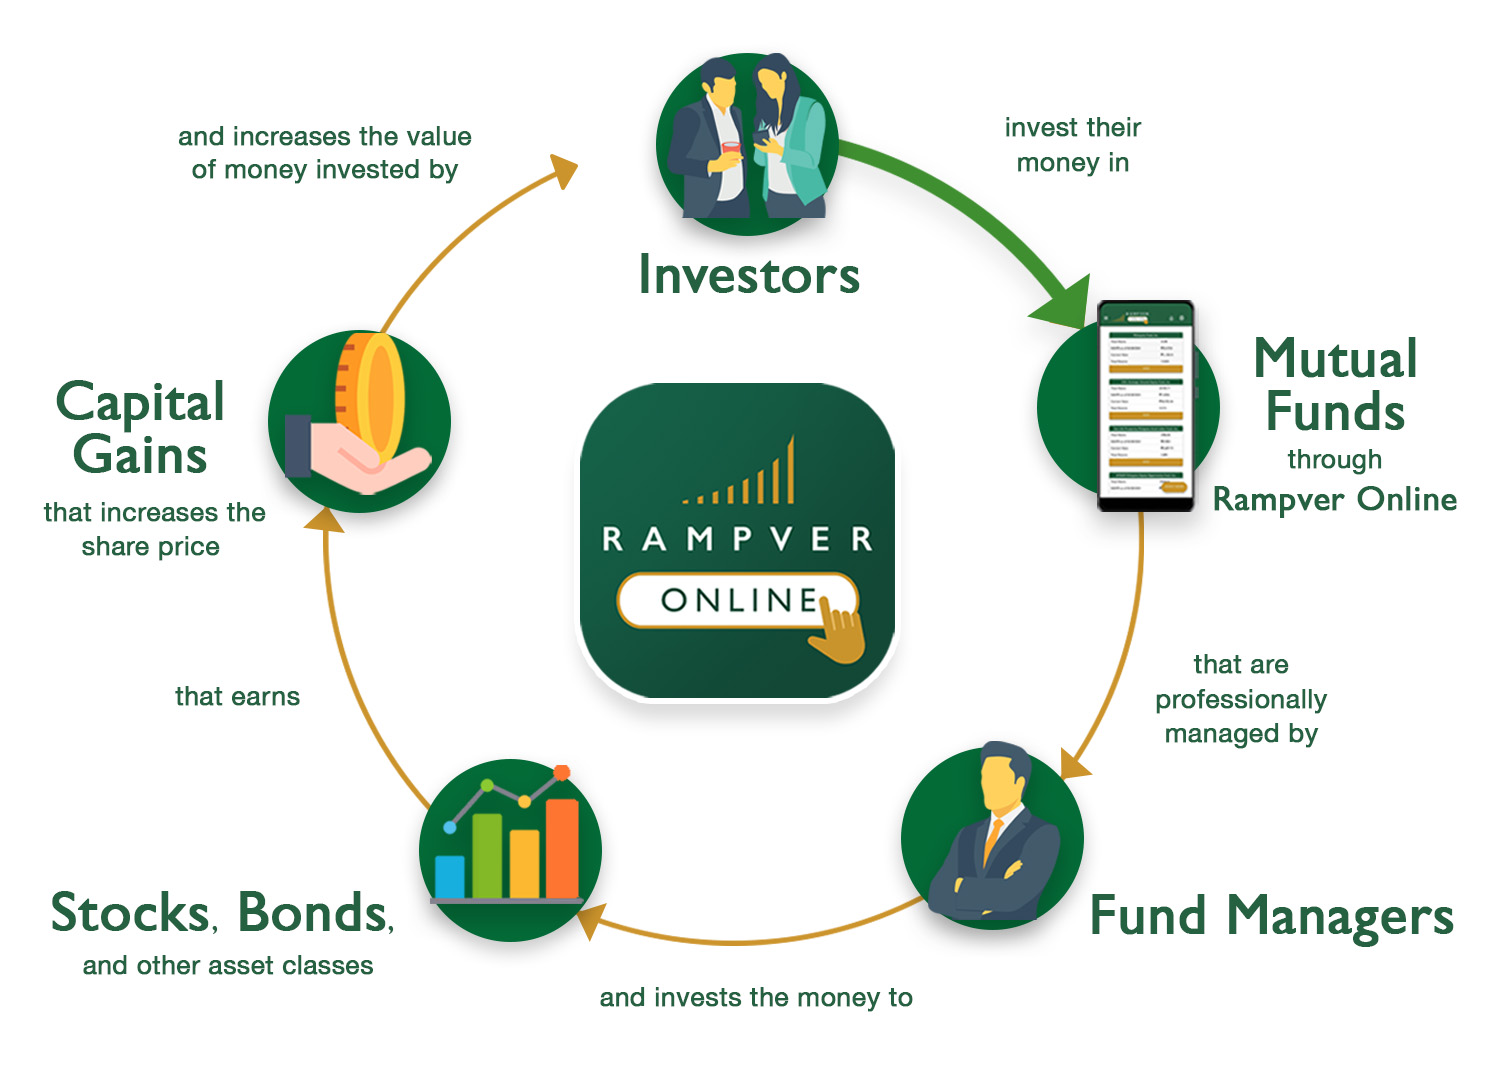 Investors
invest their
money in
Mutual
Funds
through
Rampver Online
that are
professionally
managed by
Fund Managers
and invests the money to
Stocks, Bonds,
and other asset classes
that earns
Capital
Gains
that increases the
share price
and increases the value
of money invested by
RAMPVER
ONLINE